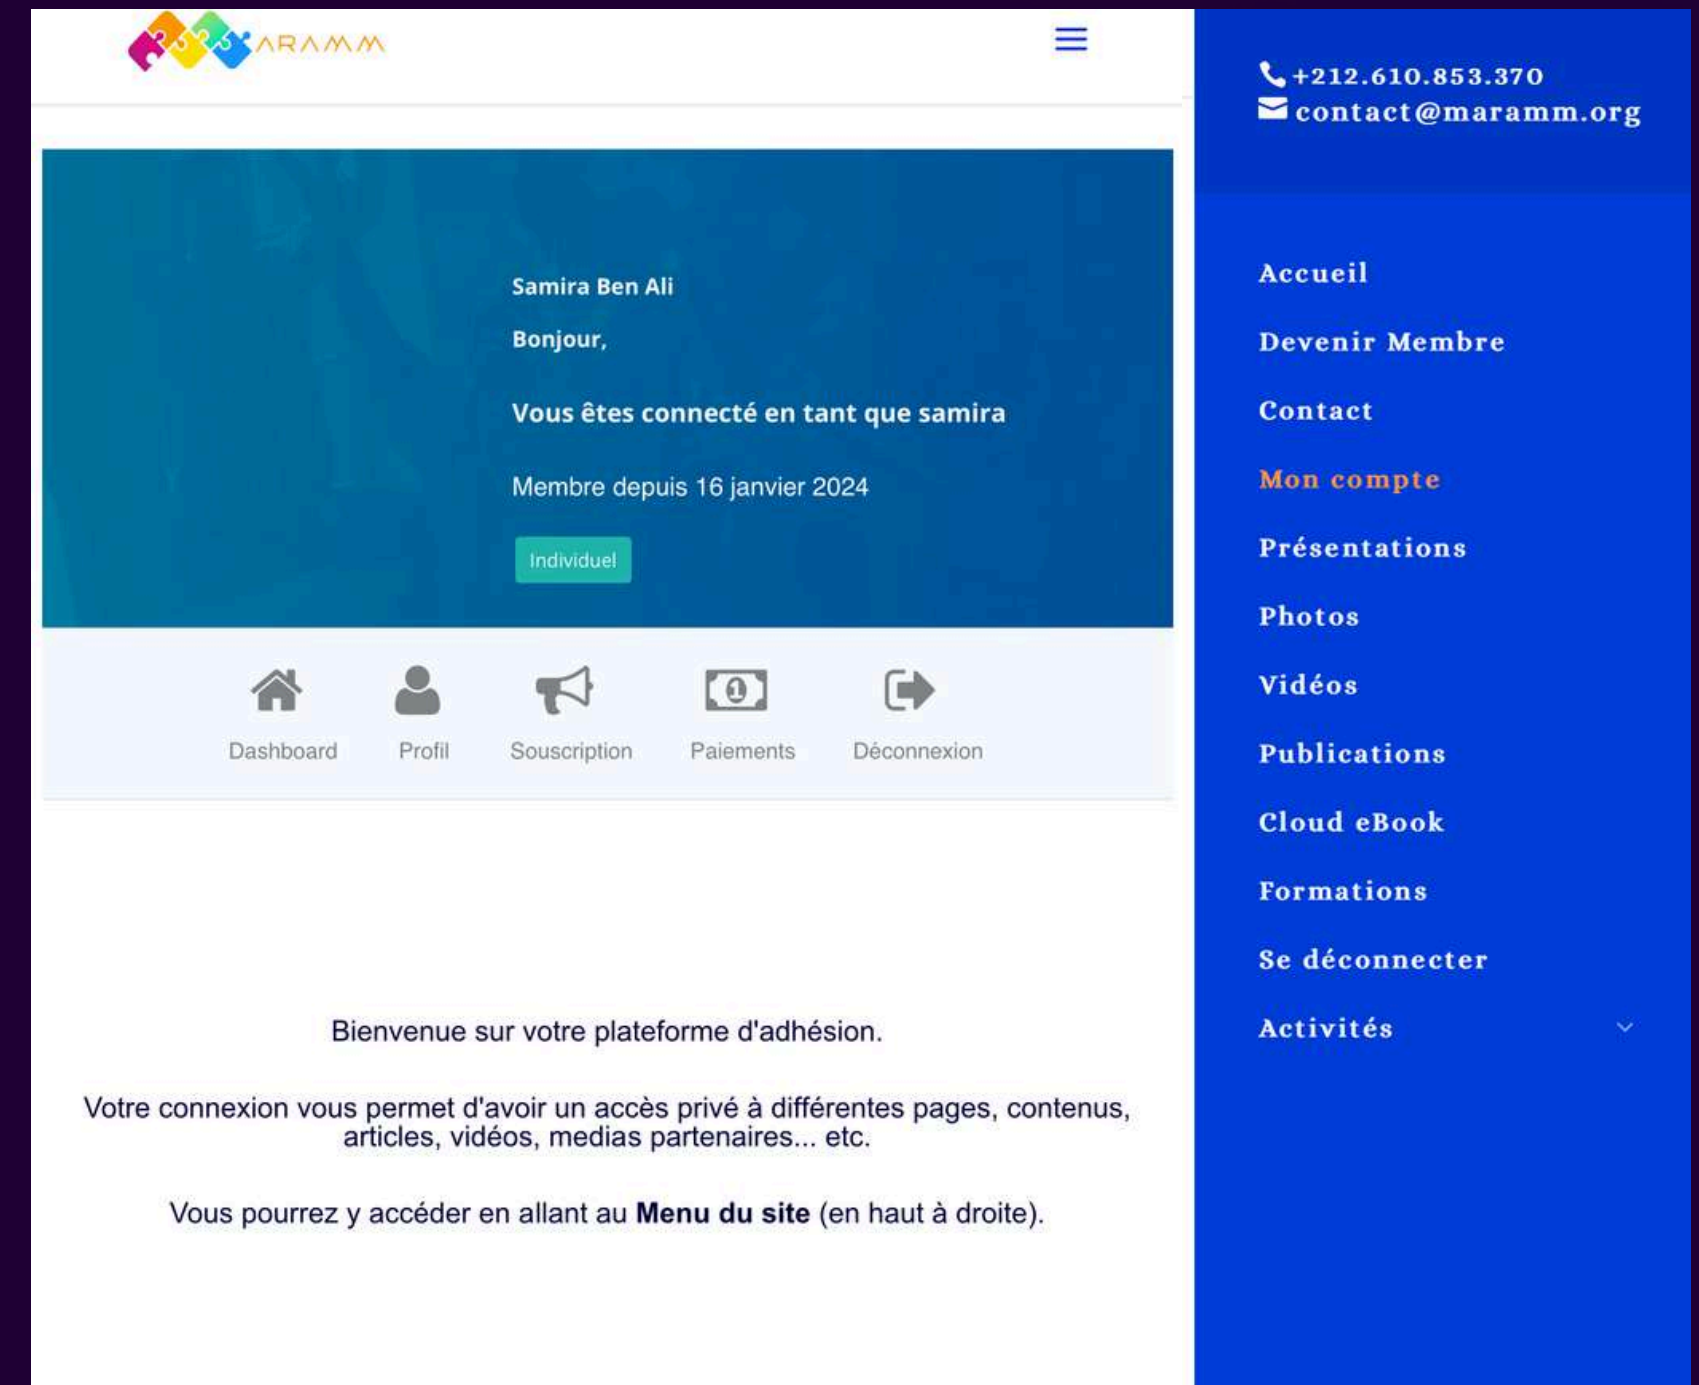 ARAMM
Samira Ben Ali
Bonjour,
Vous êtes connecté en tant que samira
Membre depuis 16 janvier 2024
Individuel
Dashboard
Profil
Souscription
Paiements
Déconnexion
Bienvenue sur votre plateforme d'adhésion.
Votre connexion vous permet d'avoir un accès privé à différentes pages, contenus,
articles, vidéos, medias partenaires... etc.
Vous pourrez y accéder en allant au Menu du site (en haut à droite).
+212.610.853.370
contact@maramm.org
Accueil
Devenir Membre
Contact
Mon compte
Présentations
Photos
Vidéos
Publications
Cloud eBook
Formations
Se déconnecter
Activités